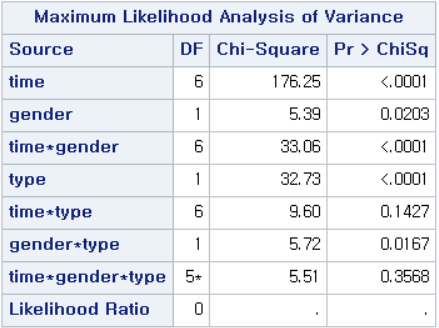 Maximum Likelihood Analysis of Variance
Source DF Chi-Square Pr > ChiSq
time 6 176.25 <.0001
gender 1 5.39 0.0203
time*gender 6 33.06 <.0001
type 1 32.73 <.0001
time*type 6 9.60 0.1427
gender*type 1 5.72 0.0167
time*gender*type 5* 5.51 0.3568
Likelihood Ratio 0 . .